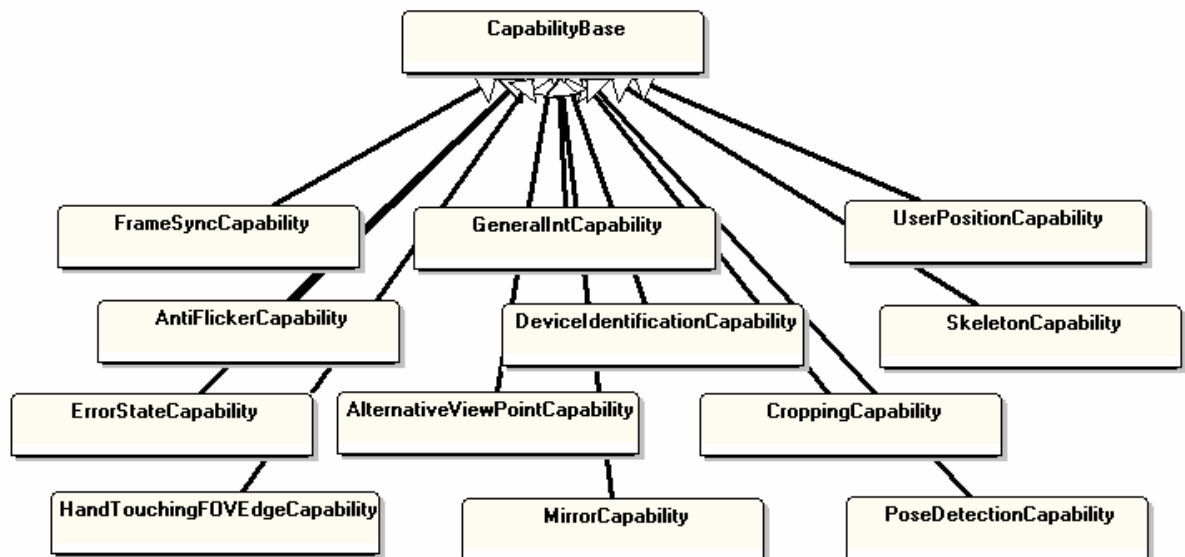 CapabilityBase
FrameSyncCapability
GeneralIntCapability
UserPositionCapability
AntiFlickerCapability
DeviceIdentificationCapability
SkeletonCapability
ErrorStateCapability
AlternativeViewPointCapability
CroppingCapability
HandTouchingFOVEdgeCapability
MirrorCapability
PoseDetectionCapability